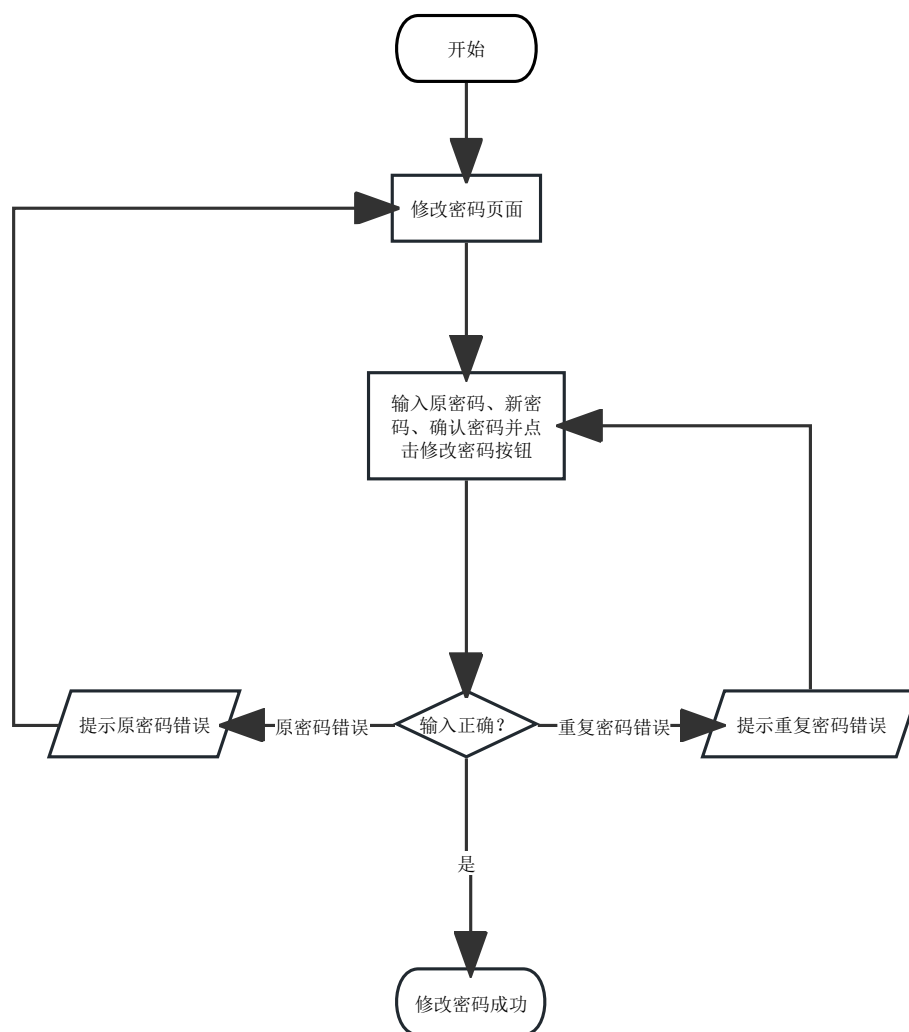 开始
修改密码页面
输入原密码、新密
码、确认密码并点
击修改密码按钮
提示原密码错误
原密码错误
输入正确？
重复密码错误
提示重复密码错误
是
修改密码成功